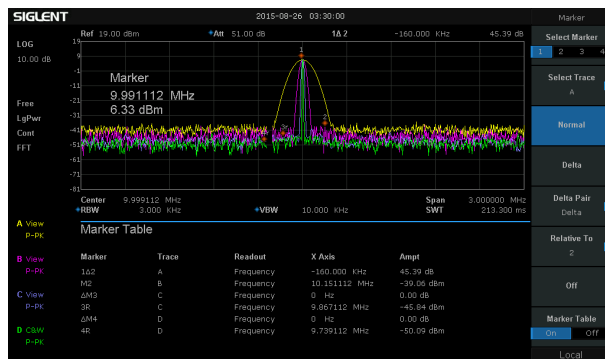 SIGLENT 2015-08-26 03:30:00 Marker
LOG Ref 19.00 dBm *Att 51.00 dB 1Δ 2 -160.000 KHz 45.39 dB
10.00 dB
19
9
-1
-11
-21
-31
-41
-51
-61
-71
-81
1
2
Marker
9.991112 MHz
6.33 dBm
Free
LgPwr
Cont
FFT
Center 9.999112 MHz Span 3.000000 MHz
*RBW 3.000 KHz *VBW 10.000 KHz SWT 213.300 ms
A View
P-PK
B View
P-PK
C View
P-PK
D C&W
P-PK
Marker Table
Marker Trace Readout X Axis Ampt
1Δ2 A Frequency -160.000 KHz 45.39 dB
M2 B Frequency 10.151112 MHz -39.06 dBm
ΔM3 C Frequency 0 Hz 0.00 dB
3R C Frequency 9.867112 MHz -45.84 dBm
ΔM4 D Frequency 0 Hz 0.00 dB
4R D Frequency 9.739112 MHz -50.09 dBm
Select Marker
1 2 3 4
Select Trace
A
Normal
Delta
Delta Pair
Delta
Relative To
2
Off
Marker Table
On Off
Local